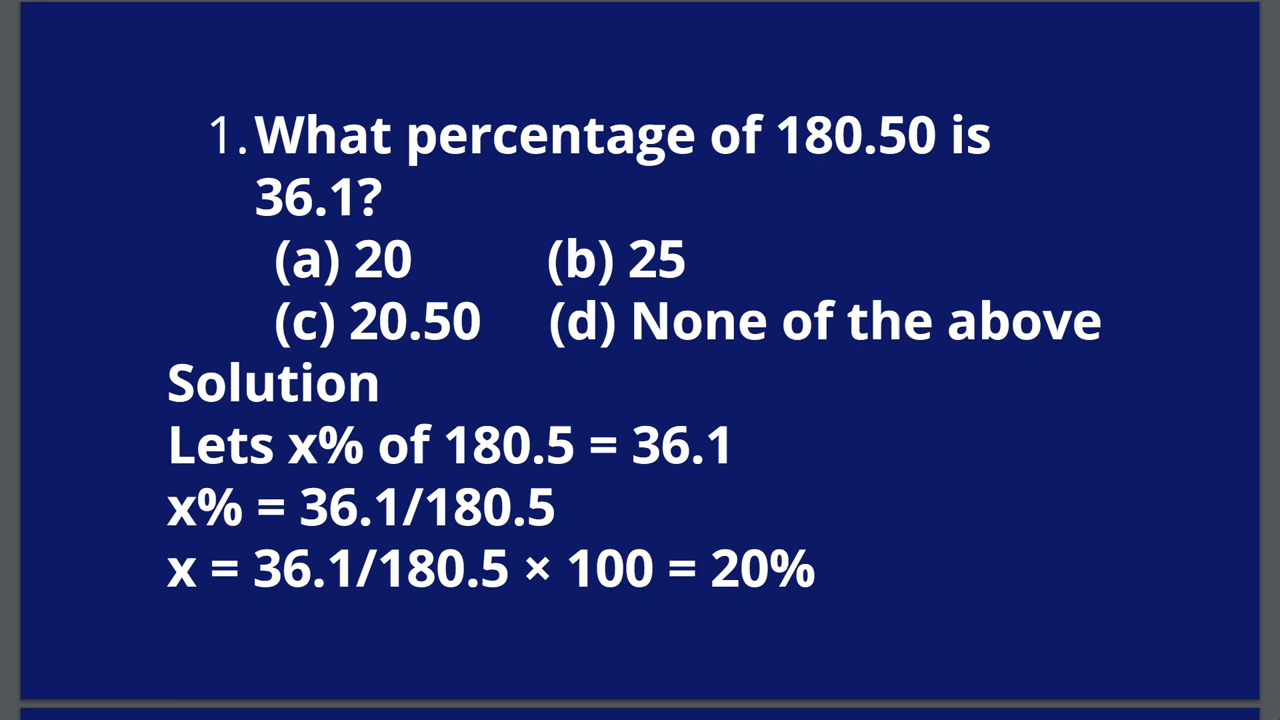 1. What percentage of 180.50 is
36.1?
(a) 20 (b) 25
(c) 20.50 (d) None of the above
Solution
Lets x% of 180.5 = 36.1
x% = 36.1/180.5
x = 36.1/180.5 × 100 = 20%